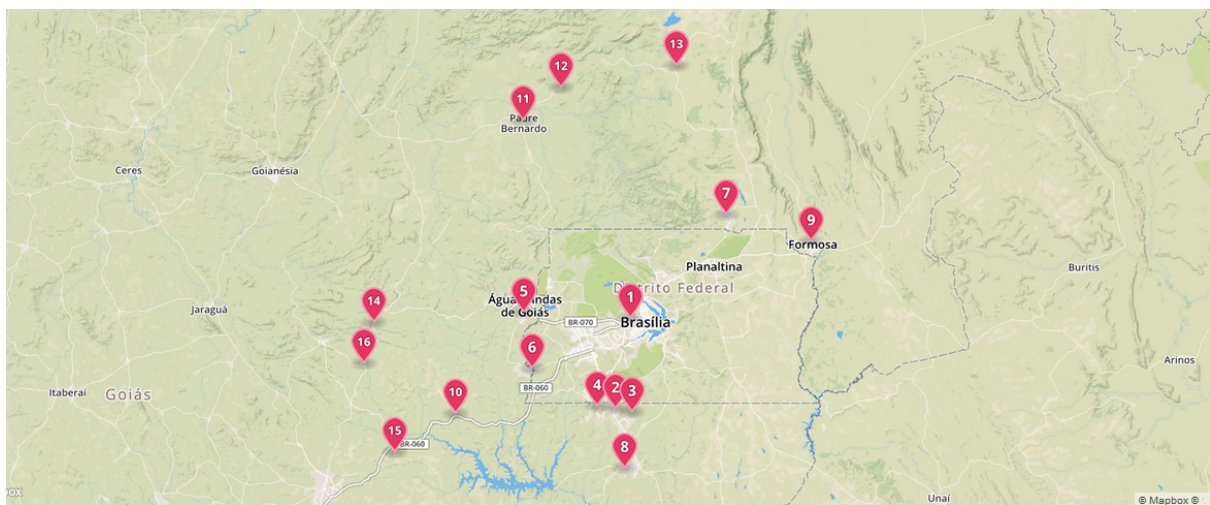 13
12
11
Padre
Bernardo
Ceres
Goianésia
7
9
Formosa
Planaltina
Buritis
5
1
Distrito Federal
14
Jaraguá
de Goiás
BR-070
Brasília
16
6
Arinos
Itaberaí
Goiás
10
BR-060
4
2
3
15
BR-060
8
Unaí
© Mapbox ©